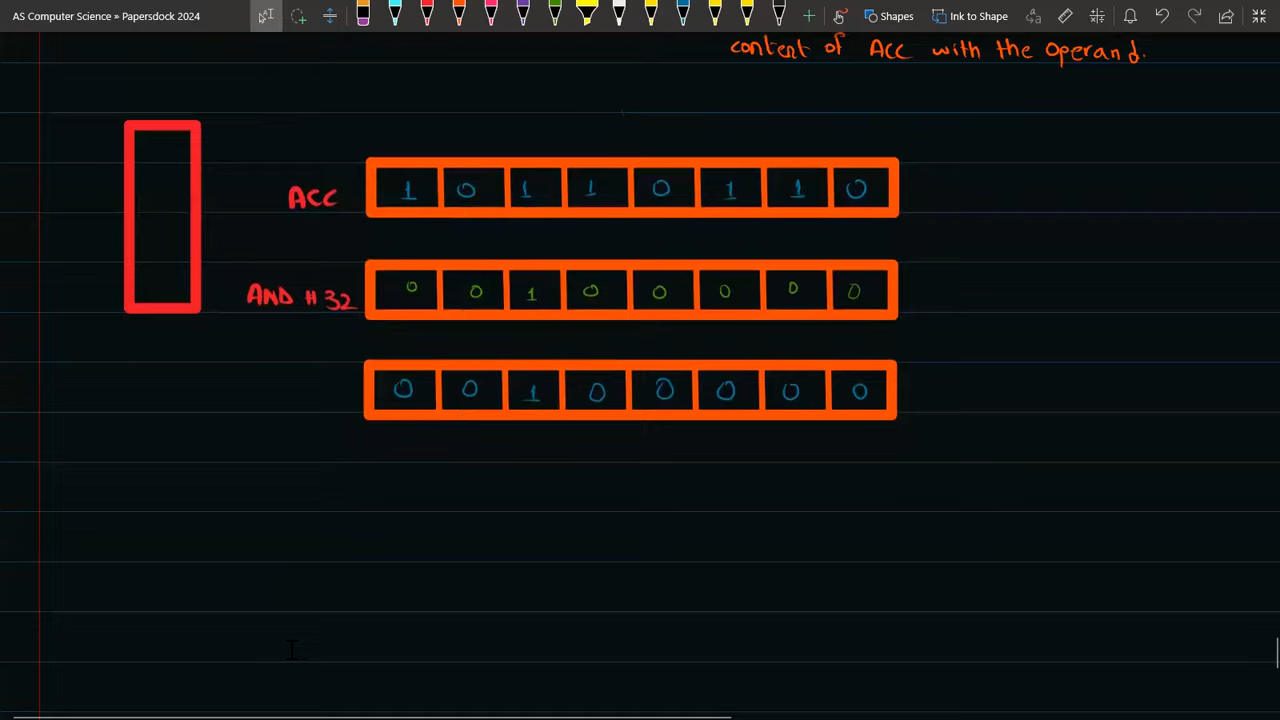 AS Computer Science » Papersdock 2024
Shapes
Ink to Shape
content of Acc with the operand.
ACC 1 0 1 1 0 1 1 0
AND #32 0 0 1 0 0 0 0 0
0 0 1 0 0 0 0 0